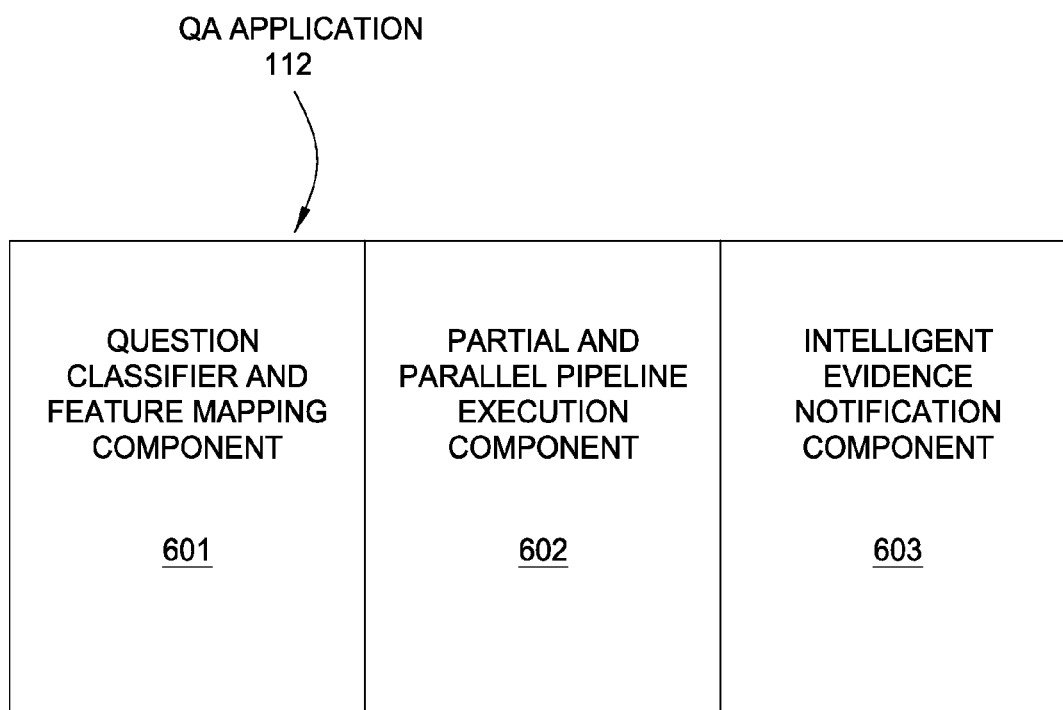 QA APPLICATION
112
QUESTION
CLASSIFIER AND
FEATURE MAPPING
COMPONENT
601
PARTIAL AND
PARALLEL PIPELINE
EXECUTION
COMPONENT
602
INTELLIGENT
EVIDENCE
NOTIFICATION
COMPONENT
603